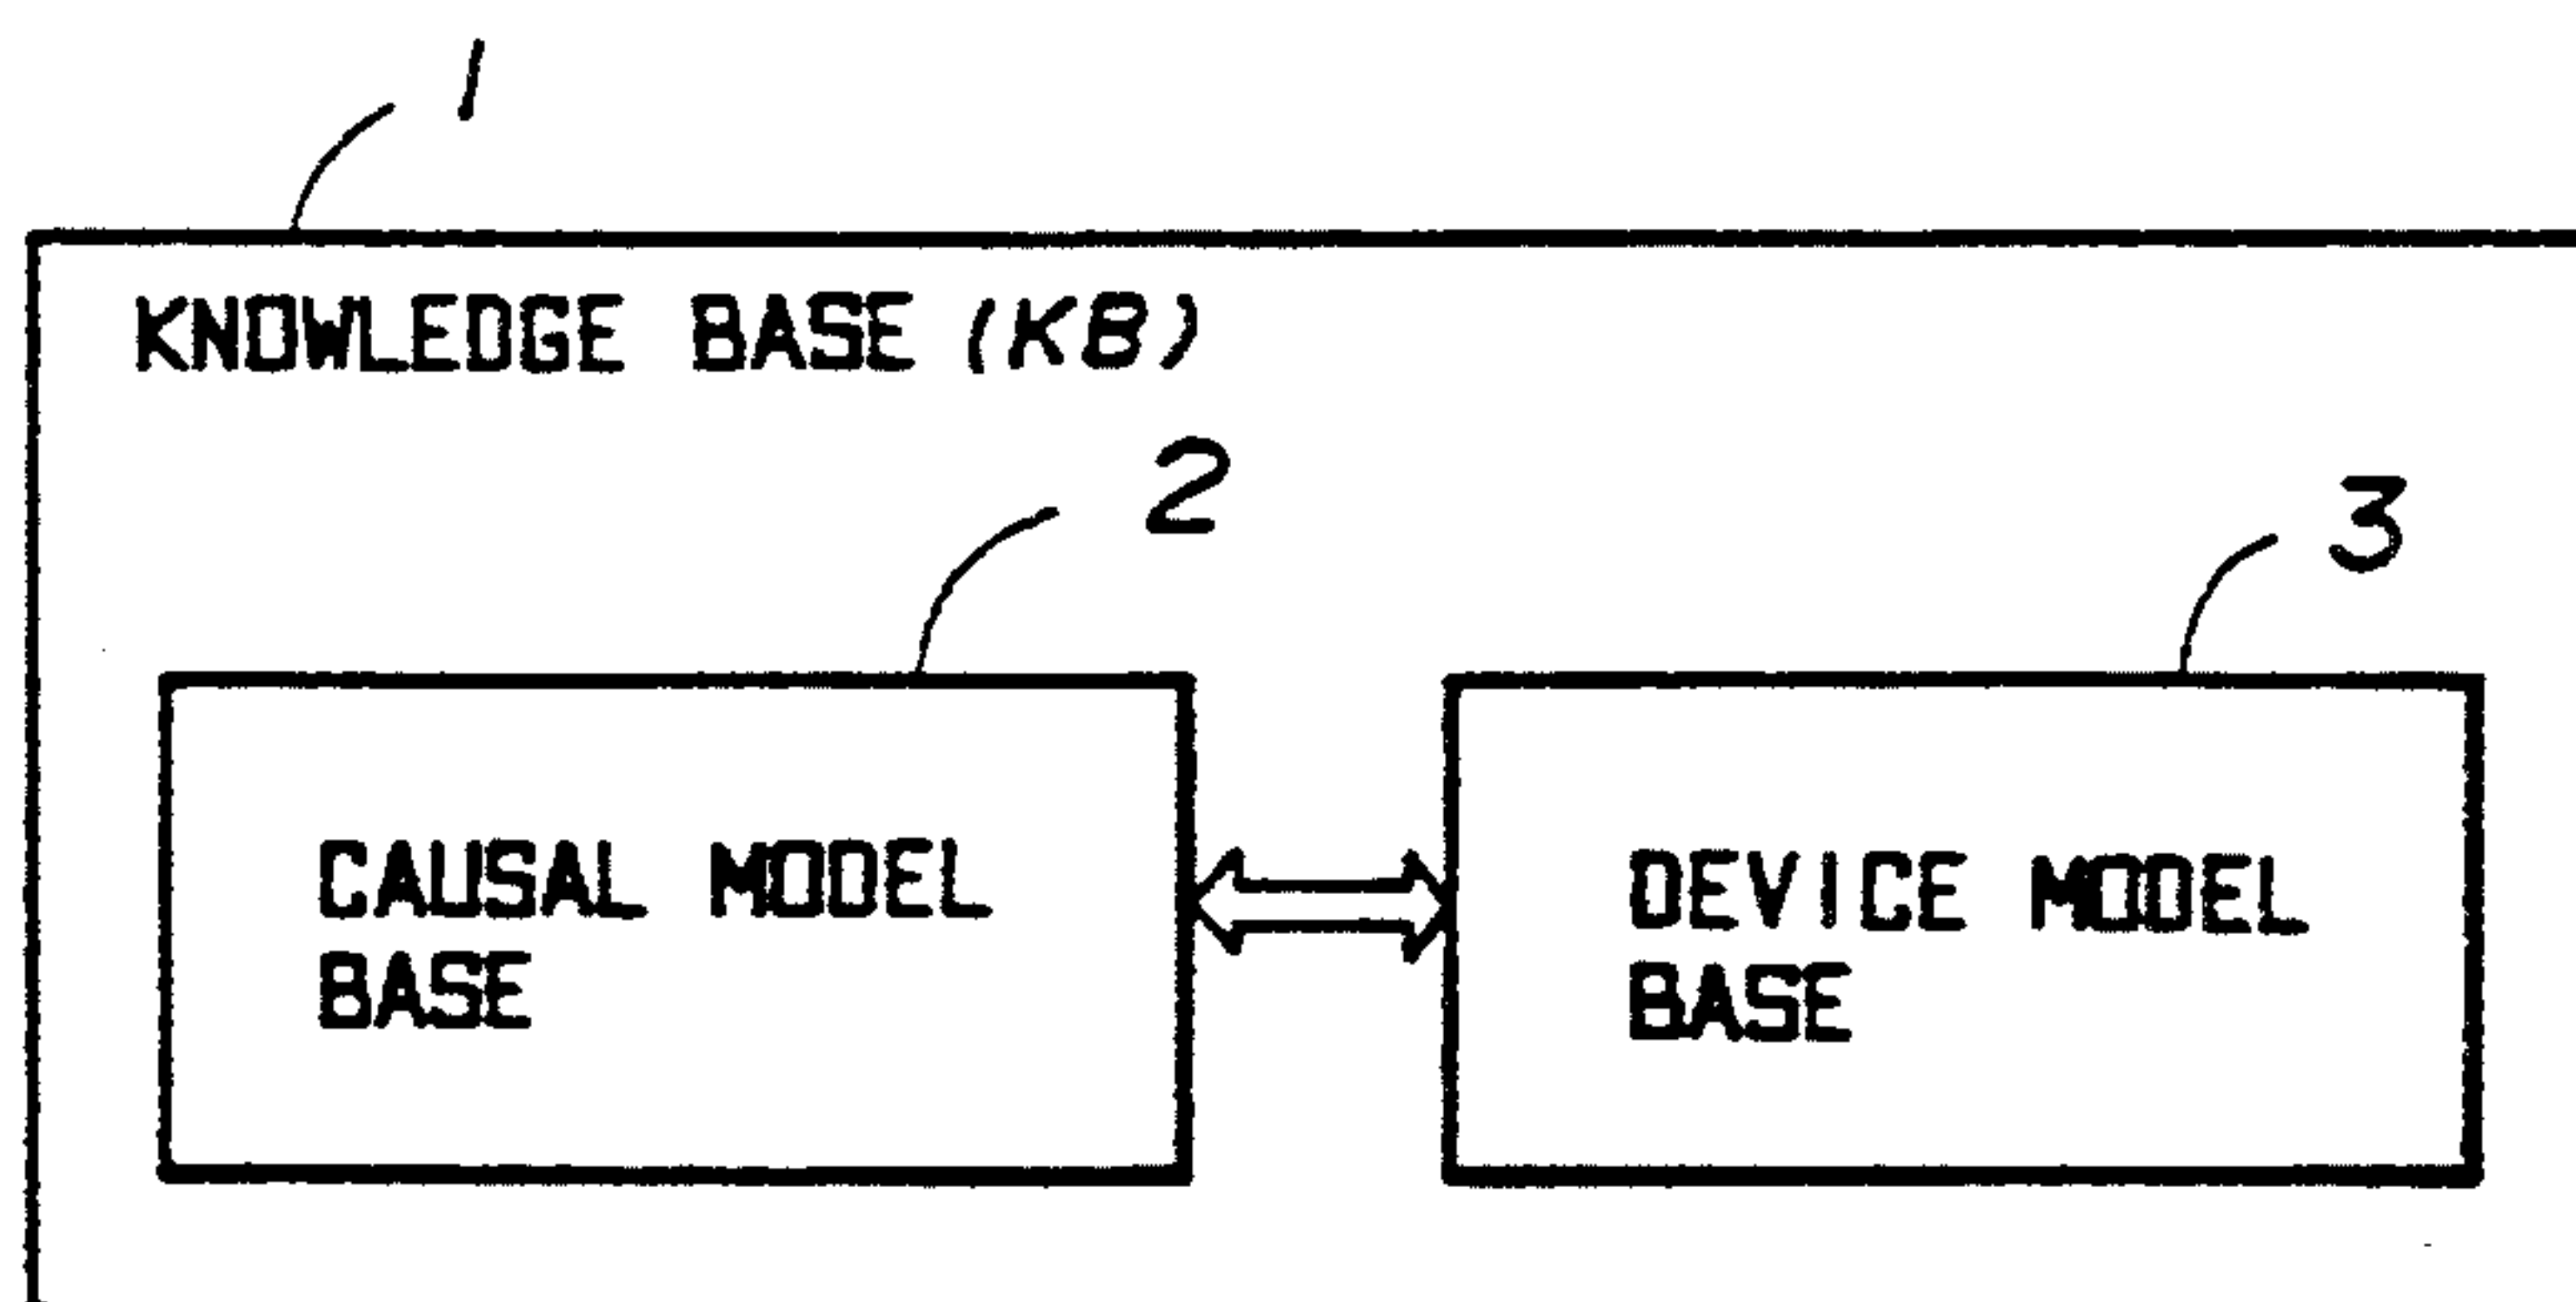 1
KNOWLEDGE BASE (KB)
2
3
CAUSAL MODEL
BASE
DEVICE MODEL
BASE